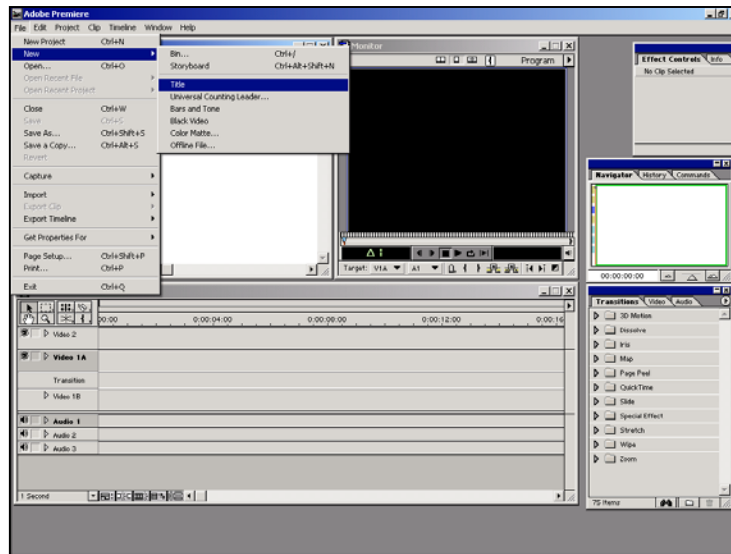 Adobe Premiere
File Edit Project Clip Timeline Window Help
New Project Ctrl+N
New
Open... Ctrl+O
Open Recent File
Open Recent Project
Close Ctrl+W
Save Ctrl+S
Save As... Ctrl+Shift+S
Save a Copy... Ctrl+Alt+S
Revert
Capture
Import
Export Clip
Export Timeline
Get Properties For
Page Setup... Ctrl+Shift+P
Print... Ctrl+P
Exit Ctrl+Q
Bin... Ctrl+/
Storyboard Ctrl+Alt+Shift+N
Title
Universal Counting Leader...
Bars and Tone
Black Video
Color Matte...
Offline File...
Monitor
Program
Target: V1A A1
Effect Controls Info
No Clip Selected
Navigator History Commands
00:00:00:00
Transitions Video Audio
3D Motion
Dissolve
Iris
Map
Page Peel
QuickTime
Slide
Special Effect
Stretch
Wipe
Zoom
75 Items
00:00 0:00:04:00 0:00:08:00 0:00:12:00 0:00:16
Video 2
Video 1A
Transition
Video 1B
Audio 1
Audio 2
Audio 3
1 Second